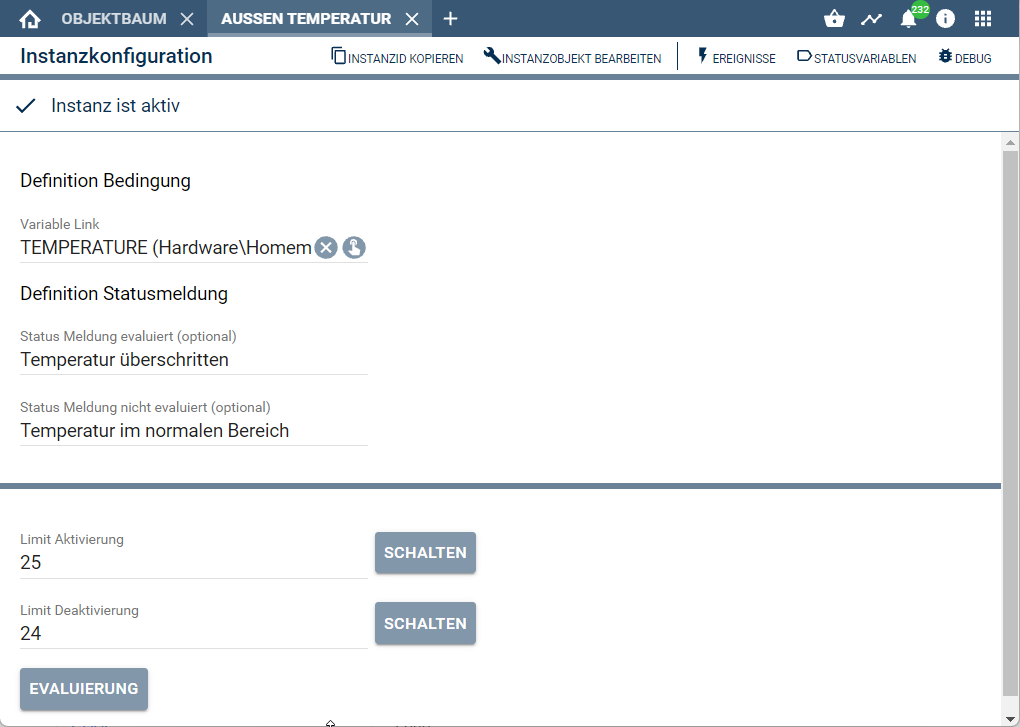 OBJEKTBAUM AUSSEN TEMPERATUR 232
Instanzkonfiguration INSTANZID KOPIEREN INSTANZOBJEKT BEARBEITEN EREIGNISSE STATUSVARIABLEN DEBUG
Instanz ist aktiv
Definition Bedingung
Variable Link
TEMPERATURE (Hardware\Homem
Definition Statusmeldung
Status Meldung evaluiert (optional)
Temperatur überschritten
Status Meldung nicht evaluiert (optional)
Temperatur im normalen Bereich
Limit Aktivierung
25 SCHALTEN
Limit Deaktivierung
24 SCHALTEN
EVALUIERUNG